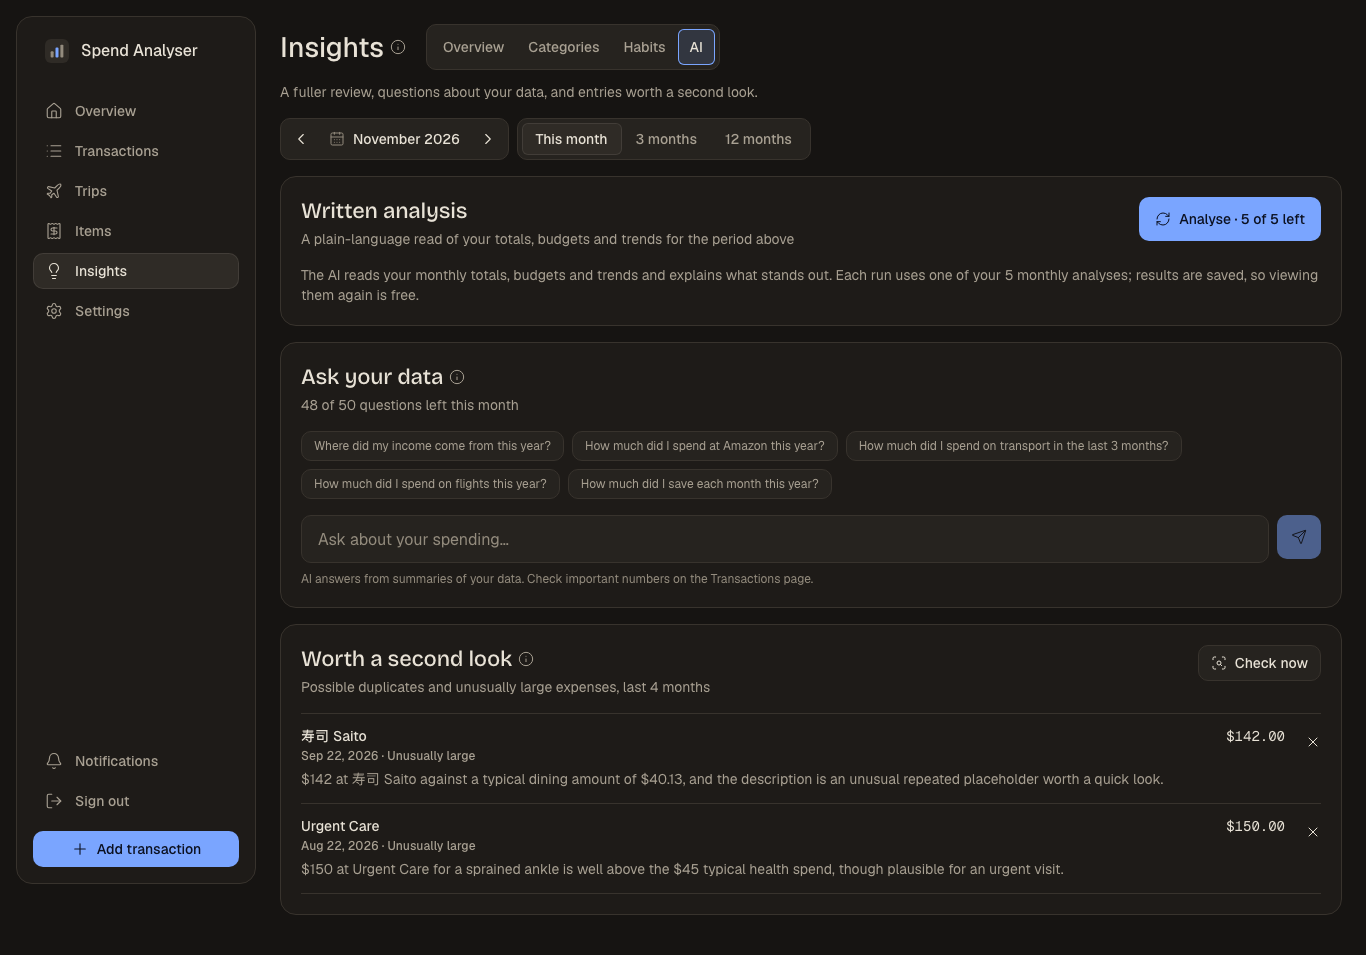 Spend Analyser
Overview
Transactions
Trips
Items
Insights
Settings
Notifications
Sign out
Add transaction
Insights
Overview
Categories
Habits
AI
A fuller review, questions about your data, and entries worth a second look.
November 2026
This month
3 months
12 months
Written analysis
A plain-language read of your totals, budgets and trends for the period above
Analyse · 5 of 5 left
The AI reads your monthly totals, budgets and trends and explains what stands out. Each run uses one of your 5 monthly analyses; results are saved, so viewing
them again is free.
Ask your data
48 of 50 questions left this month
Where did my income come from this year?
How much did I spend at Amazon this year?
How much did I spend on transport in the last 3 months?
How much did I spend on flights this year?
How much did I save each month this year?
Ask about your spending...
AI answers from summaries of your data. Check important numbers on the Transactions page.
Worth a second look
Possible duplicates and unusually large expenses, last 4 months
Check now
寿司 Saito
$142.00
Sep 22, 2026 · Unusually large
$142 at 寿司 Saito against a typical dining amount of $40.13, and the description is an unusual repeated placeholder worth a quick look.
Urgent Care
$150.00
Aug 22, 2026 · Unusually large
$150 at Urgent Care for a sprained ankle is well above the $45 typical health spend, though plausible for an urgent visit.